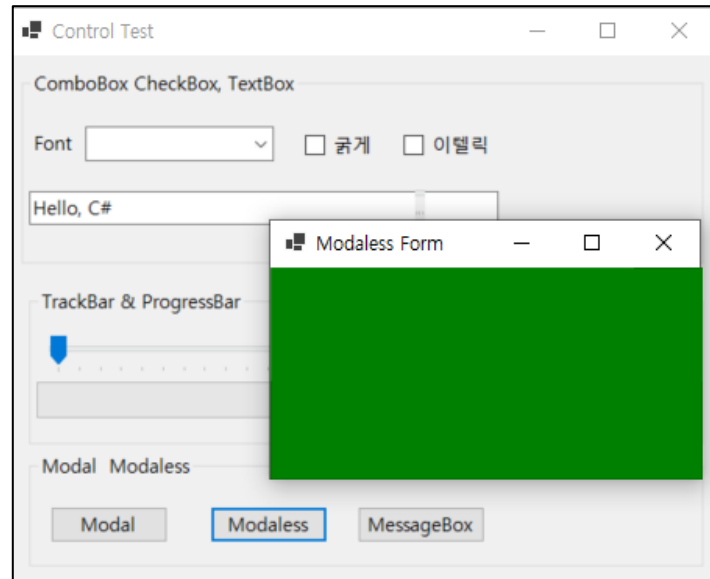 Control Test
ComboBox CheckBox, TextBox
Font 굵게 이텔릭
Hello, C#
Modaless Form
TrackBar & ProgressBar
Modal Modaless
Modal Modaless MessageBox